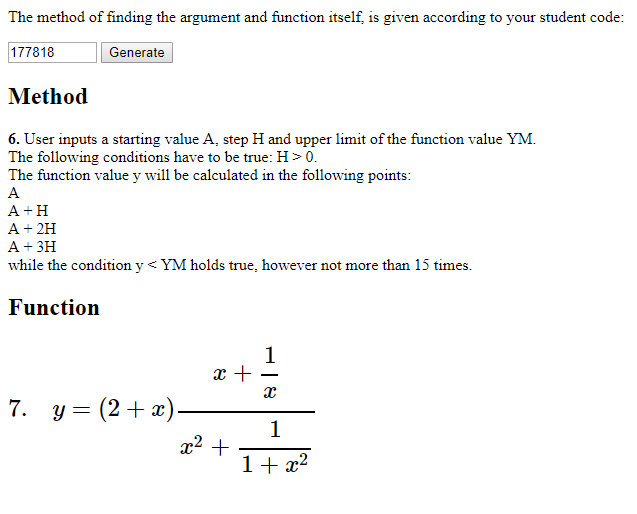 The method of finding the argument and function itself, is given according to your student code:
177818 Generate
Method
6. User inputs a starting value A, step H and upper limit of the function value YM.
The following conditions have to be true: H > 0.
The function value y will be calculated in the following points:
A
A + H
A + 2H
A + 3H
while the condition y < YM holds true, however not more than 15 times.
Function
7. y = (2 + x) \frac{x + \frac{1}{x}}{x^2 + \frac{1}{1 + x^2}}